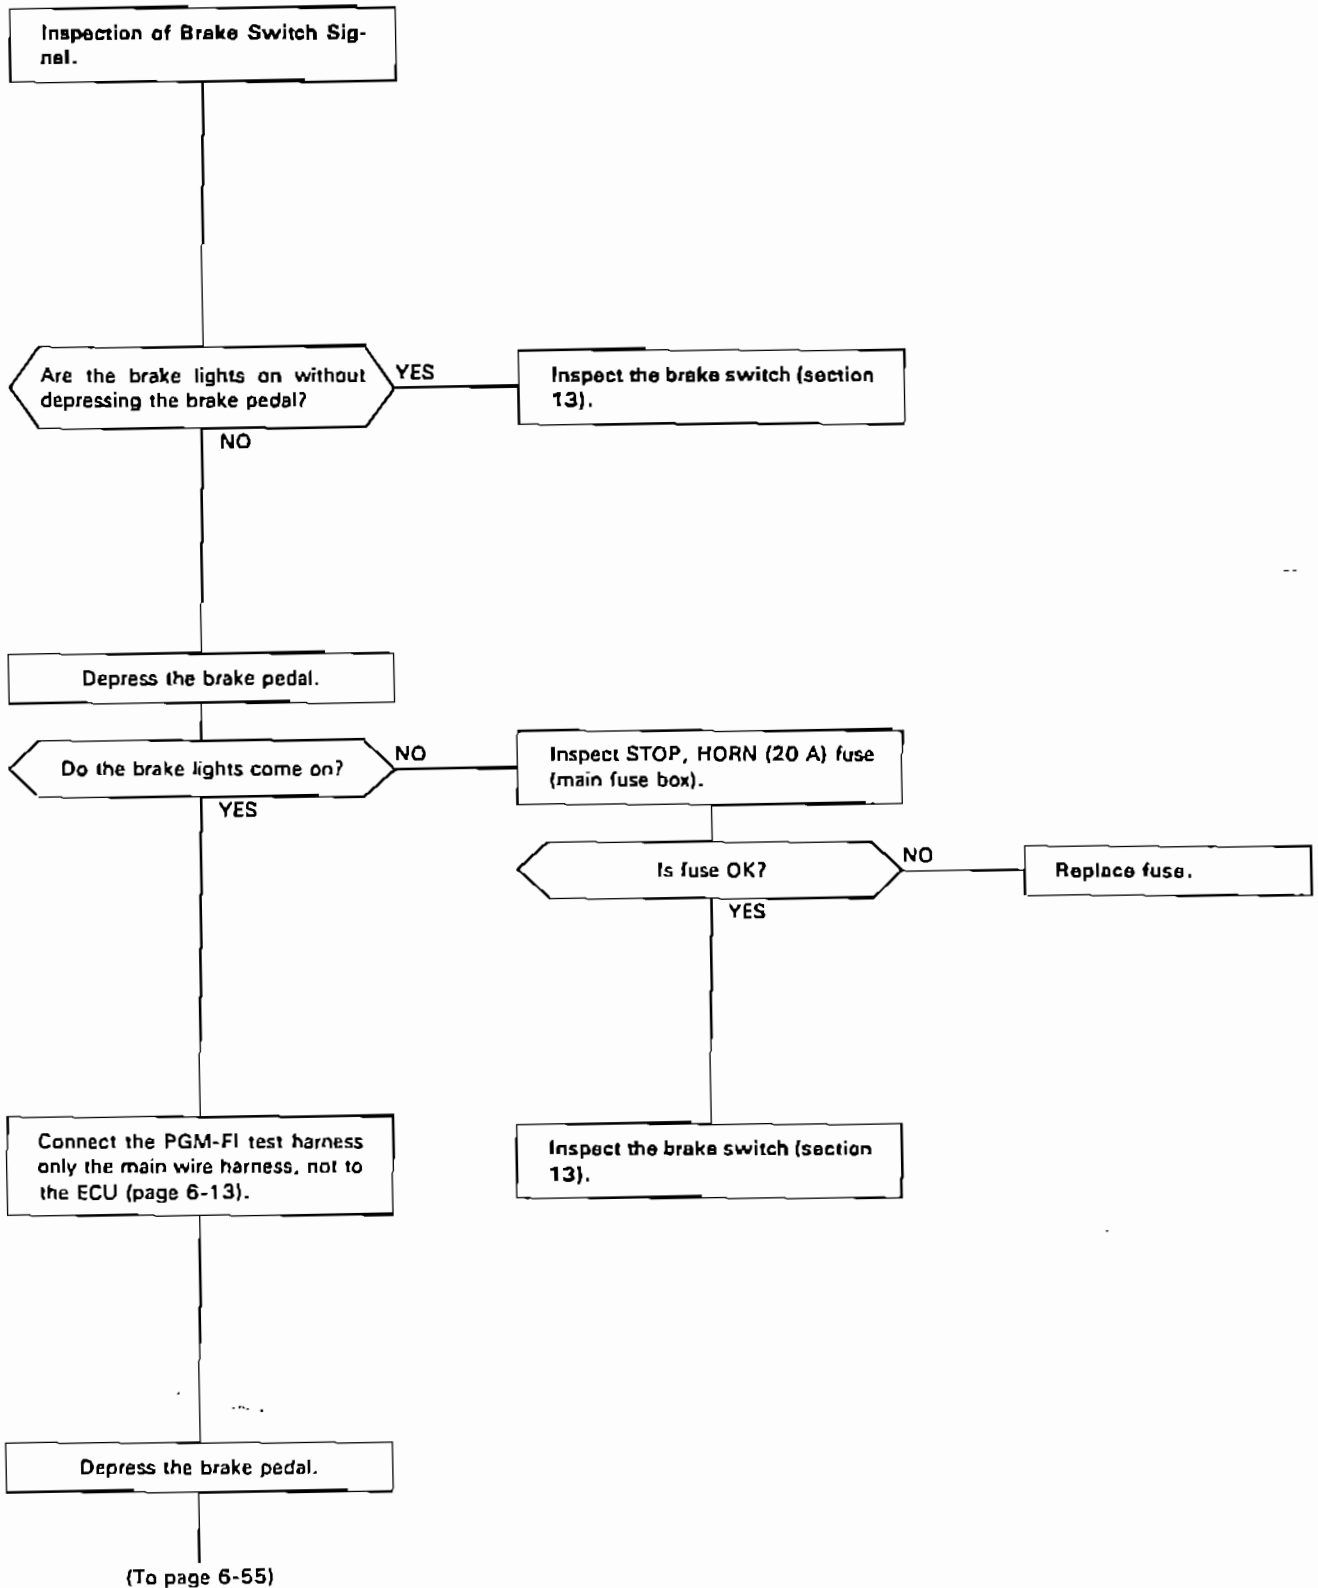 Inspection of Brake Switch Sig-
nal.
Are the brake lights on without
depressing the brake pedal?
YES
Inspect the brake switch (section
13).
NO
Depress the brake pedal.
Do the brake lights come on?
NO
Inspect STOP, HORN (20 A) fuse
(main fuse box).
YES
Is fuse OK?
NO
Replace fuse.
YES
Connect the PGM-FI test harness
only the main wire harness, not to
the ECU (page 6-13).
Inspect the brake switch (section
13).
Depress the brake pedal.
(To page 6-55)